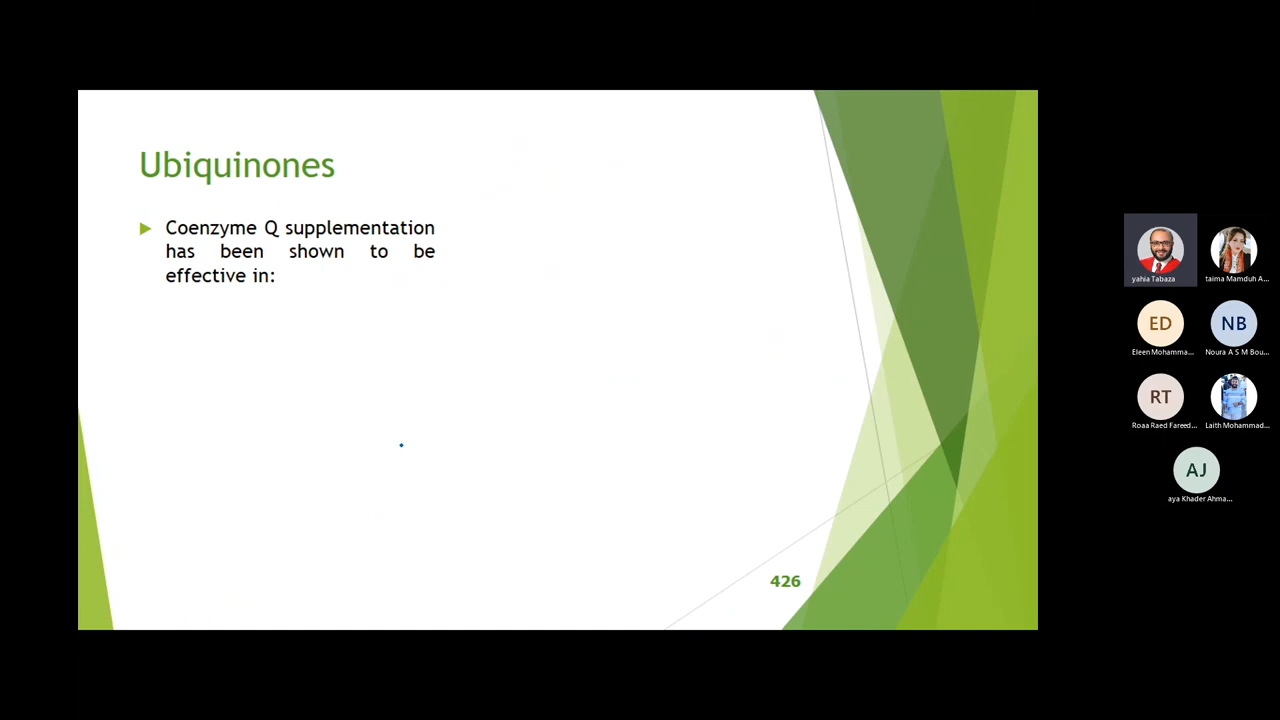 Ubiquinones
Coenzyme Q supplementation
has been shown to be
effective in:
426
yahia Tabaza
taima Mamduh A...
ED
NB
Eleen Mohamma...
Noura A S M Bou...
RT
Roaa Raed Fareed...
Laith Mohammad...
AJ
aya Khader Ahma...